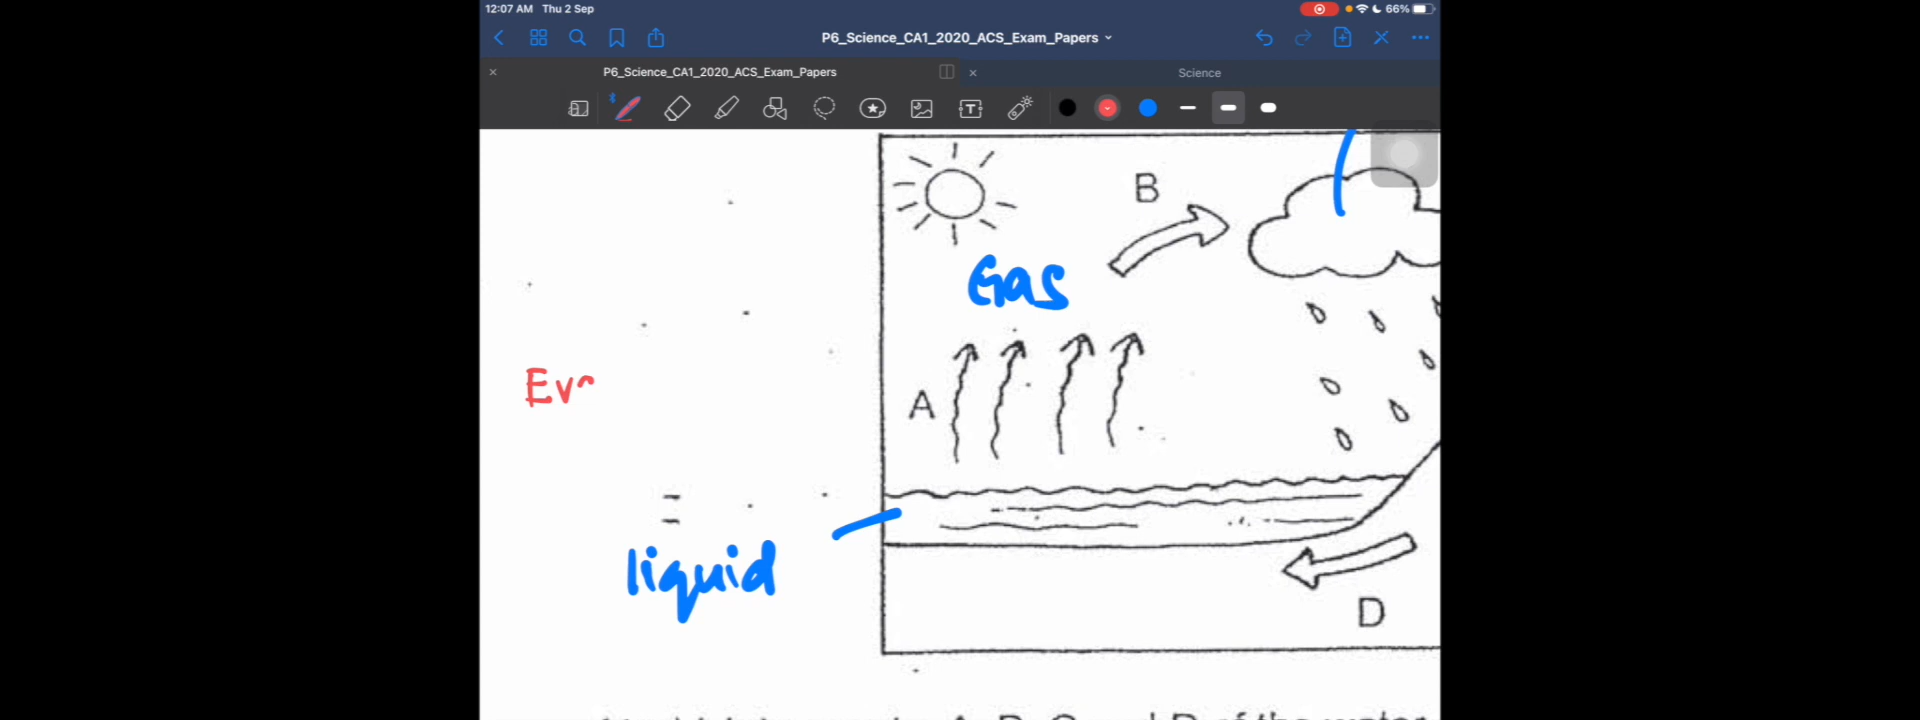 12:07 AM Thu 2 Sep 66%
P6_Science_CA1_2020_ACS_Exam_Papers
P6_Science_CA1_2020_ACS_Exam_Papers Science
T
B
Gas
A
Ev
liquid
D